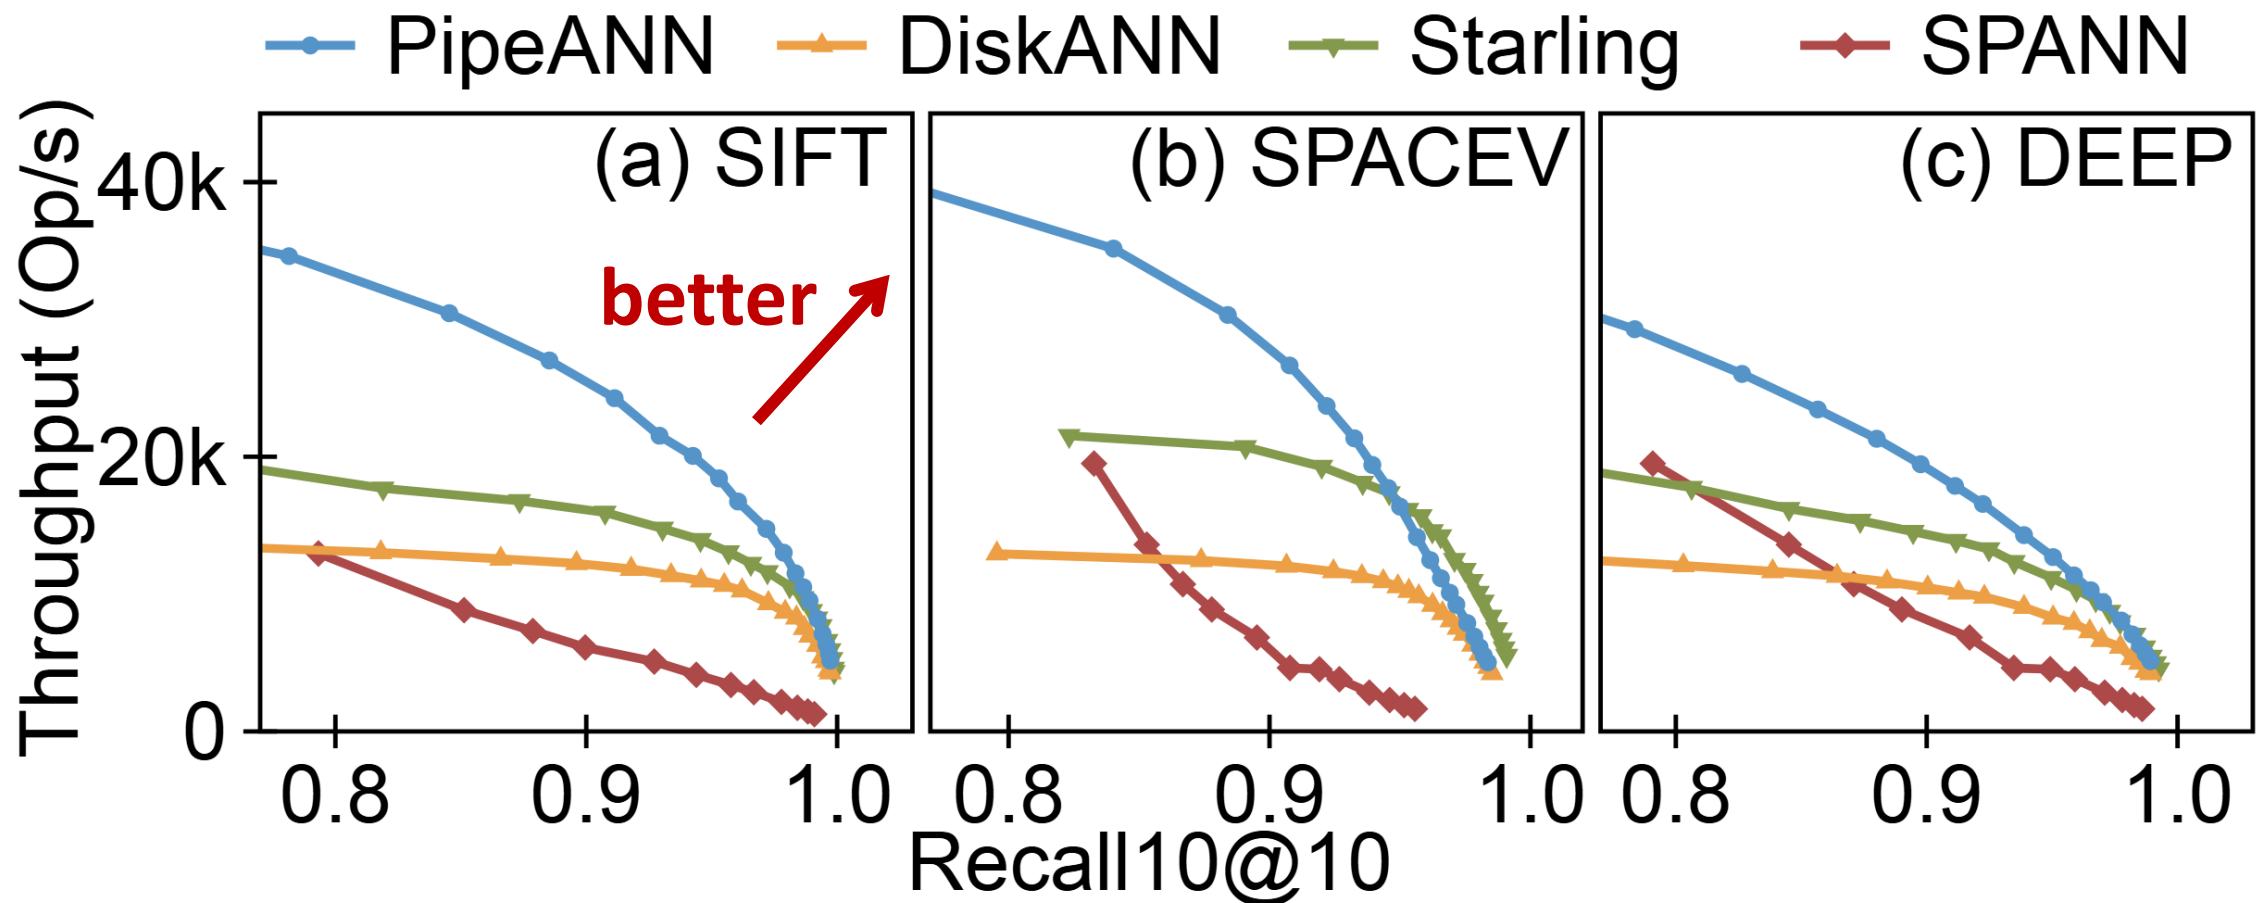 PipeANN DiskANN Starling SPANN
(a) SIFT (b) SPACEV (c) DEEP
better
Throughput (Op/s)
40k
20k
0
0.8 0.9 1.0 0.8 0.9 1.0 0.8 0.9 1.0
Recall10@10